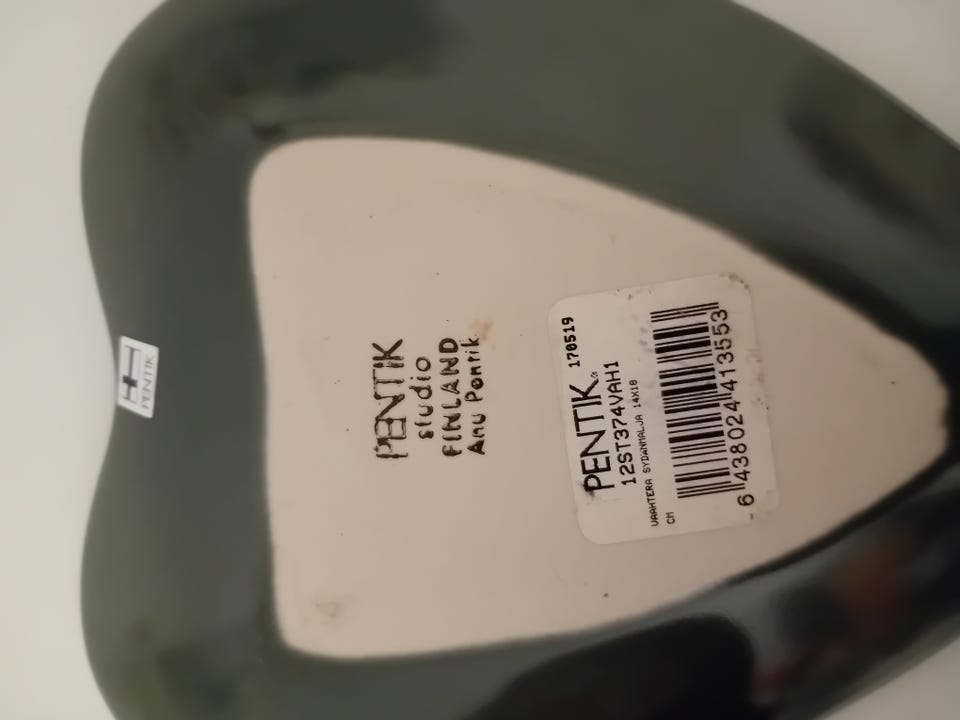 PENTIK
PENTIK
studio
FINLAND
Anu Pentik
PENTIK® 170519
12ST374VAH1
VAAHTERA SYDÄNMALJA 14X18
CM
6 438024 413553